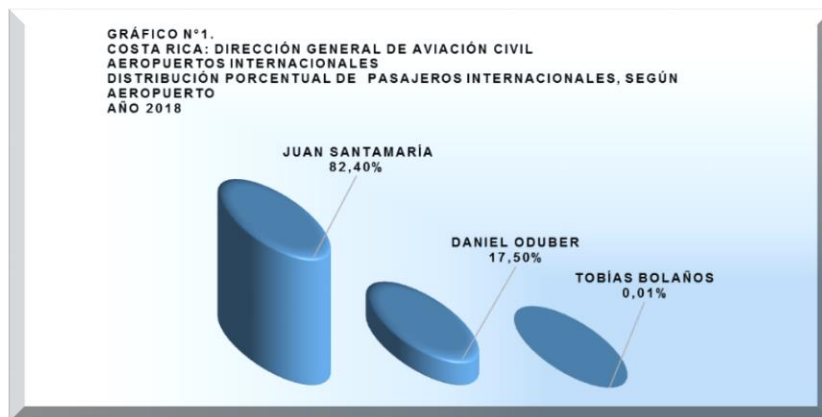 GRÁFICO N°1.
COSTA RICA: DIRECCIÓN GENERAL DE AVIACIÓN CIVIL
AEROPUERTOS INTERNACIONALES
DISTRIBUCIÓN PORCENTUAL DE PASAJEROS INTERNACIONALES, SEGÚN
AEROPUERTO
AÑO 2018
JUAN SANTAMARÍA
82,40%
DANIEL ODUBER
17,50%
TOBÍAS BOLAÑOS
0,01%